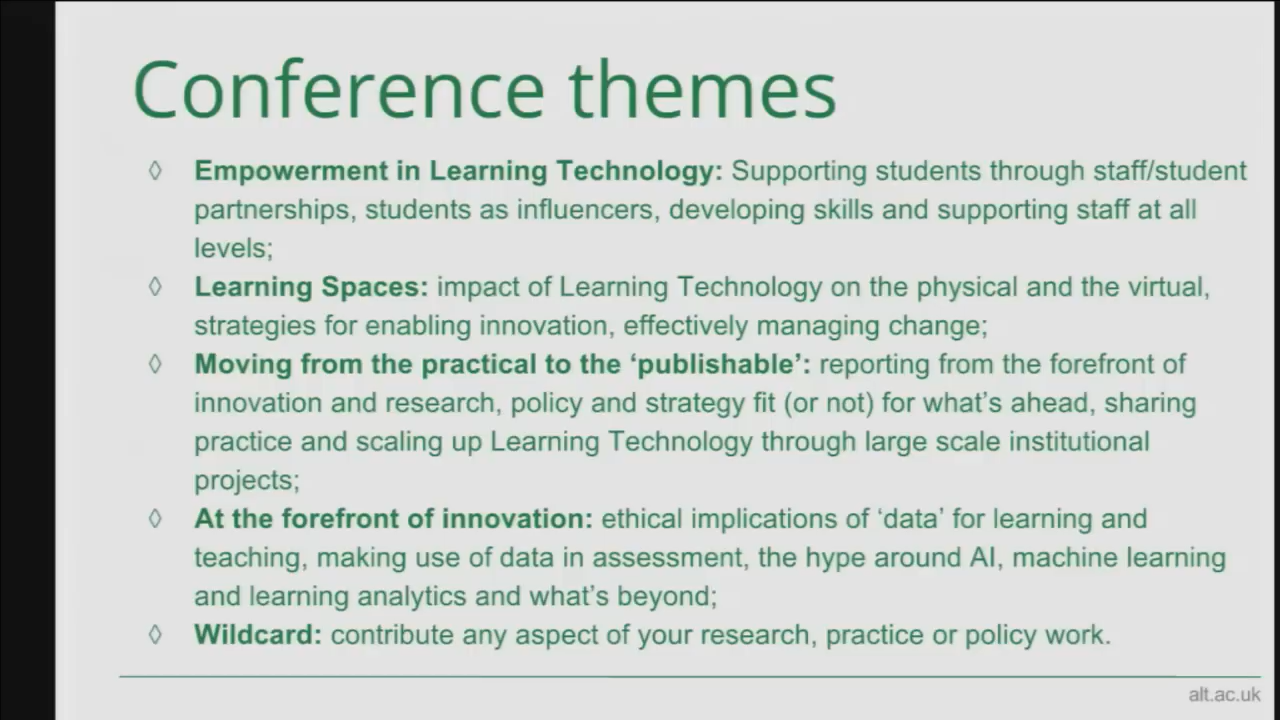 Conference themes
◊ Empowerment in Learning Technology: Supporting students through staff/student
partnerships, students as influencers, developing skills and supporting staff at all
levels;
◊ Learning Spaces: impact of Learning Technology on the physical and the virtual,
strategies for enabling innovation, effectively managing change;
◊ Moving from the practical to the ‘publishable’: reporting from the forefront of
innovation and research, policy and strategy fit (or not) for what’s ahead, sharing
practice and scaling up Learning Technology through large scale institutional
projects;
◊ At the forefront of innovation: ethical implications of ‘data’ for learning and
teaching, making use of data in assessment, the hype around AI, machine learning
and learning analytics and what’s beyond;
◊ Wildcard: contribute any aspect of your research, practice or policy work.
alt.ac.uk